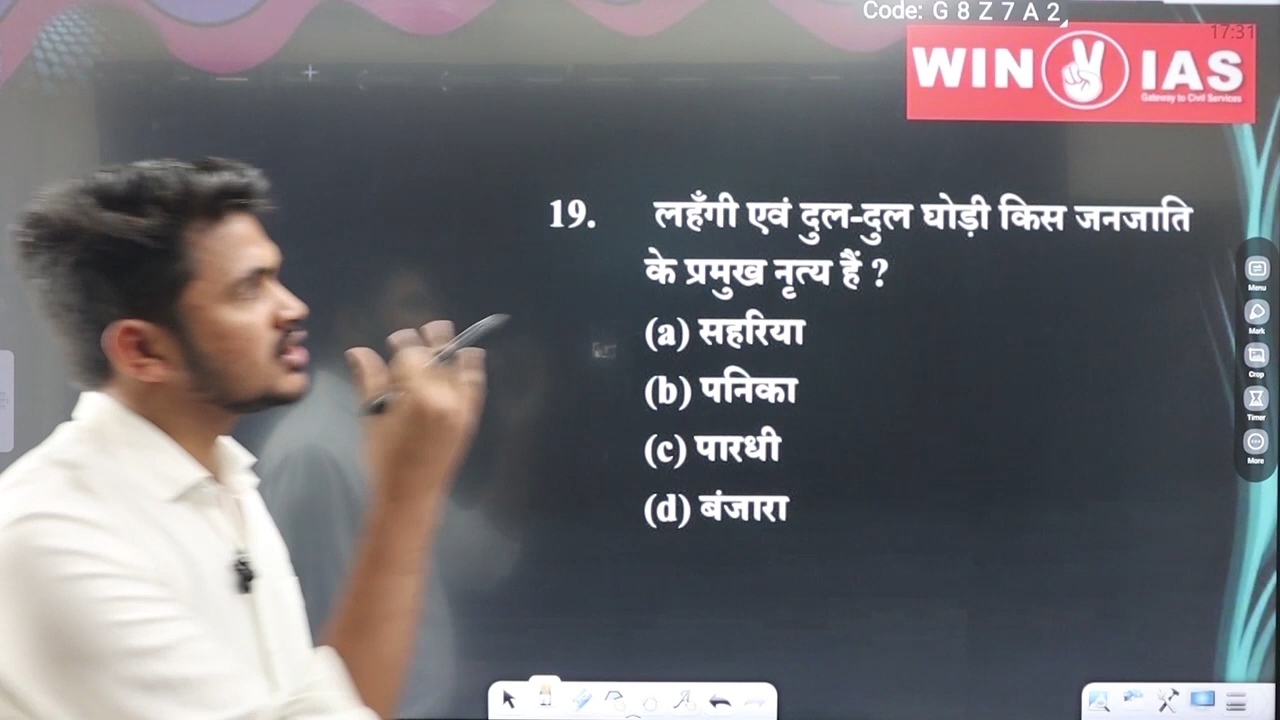 Code: G 8 Z 7 A 2
17:31
WIN IAS
Gateway to Civil Services
19. लहँगी एवं दुल-दुल घोड़ी किस जनजाति
के प्रमुख नृत्य हैं ?
(a) सहरिया
(b) पनिका
(c) पारधी
(d) बंजारा
Menu
Mark
Crop
Timer
More